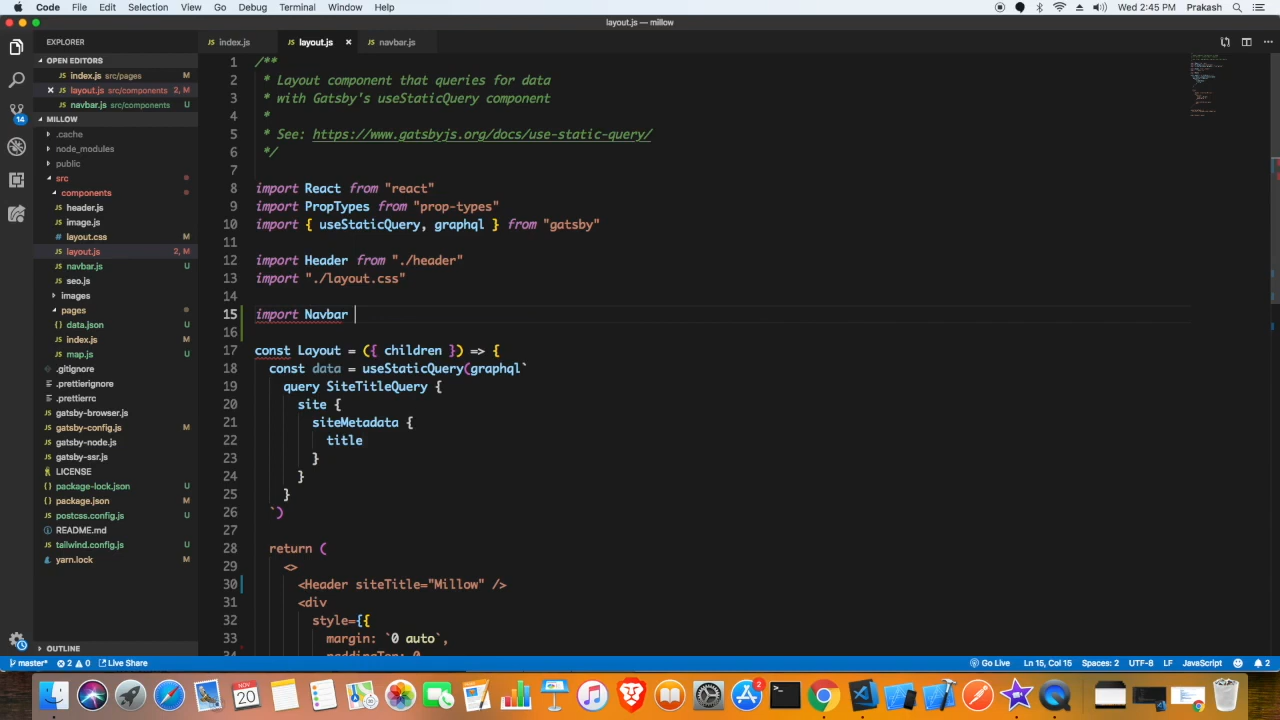 Code File Edit Selection View Go Debug Terminal Window Help
Wed 2:45 PM Prakash
layout.js — millow
EXPLORER
index.js
layout.js
navbar.js
OPEN EDITORS
index.js src/pages M
layout.js src/components 2, M
navbar.js src/components U
MILLOW
.cache
node_modules
public
src
components
header.js
image.js
layout.css M
layout.js 2, M
navbar.js U
seo.js
images
pages
data.json U
index.js M
map.js U
.gitignore
.prettierignore
.prettierrc
gatsby-browser.js
gatsby-config.js M
gatsby-node.js
gatsby-ssr.js
LICENSE
package-lock.json U
package.json M
postcss.config.js U
README.md
tailwind.config.js U
yarn.lock M
OUTLINE
14
1 /**
2 * Layout component that queries for data
3 * with Gatsby's useStaticQuery component
4 *
5 * See: https://www.gatsbyjs.org/docs/use-static-query/
6 */
7
8 import React from "react"
9 import PropTypes from "prop-types"
10 import { useStaticQuery, graphql } from "gatsby"
11
12 import Header from "./header"
13 import "./layout.css"
14
15 import Navbar
16
17 const Layout = ({ children }) => {
18 const data = useStaticQuery(graphql`
19 query SiteTitleQuery {
20 site {
21 siteMetadata {
22 title
23 }
24 }
25 }
26 `)
27
28 return (
29 <>
30 <Header siteTitle="Millow" />
31 <div
32 style={{
33 margin: `0 auto`,
34 paddingTop: 0,
master* 2 0 Live Share
Go Live Ln 15, Col 15 Spaces: 2 UTF-8 LF JavaScript 2
NOV
20
2